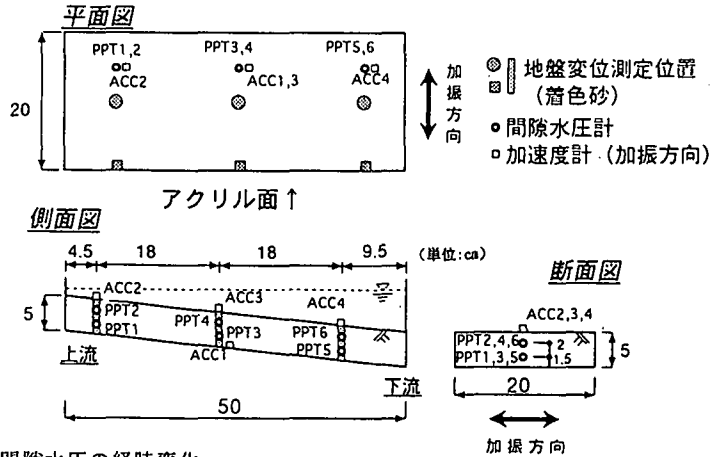 平面図
PPT1,2
PPT3,4
PPT5,6
ACC2
ACC1,3
ACC4
20
加振方向
地盤変位測定位置
(着色砂)
間隙水圧計
加速度計 (加振方向)
アクリル面↑
側面図
4.5
18
18
9.5
(単位:㎝)
ACC2
ACC3
ACC4
PPT2
PPT1
PPT4
PPT3
PPT6
PPT5
ACC1
5
上流
下流
50
断面図
ACC2,3,4
PPT2,4,6
PPT1,3,5
2
1.5
5
20
加振方向